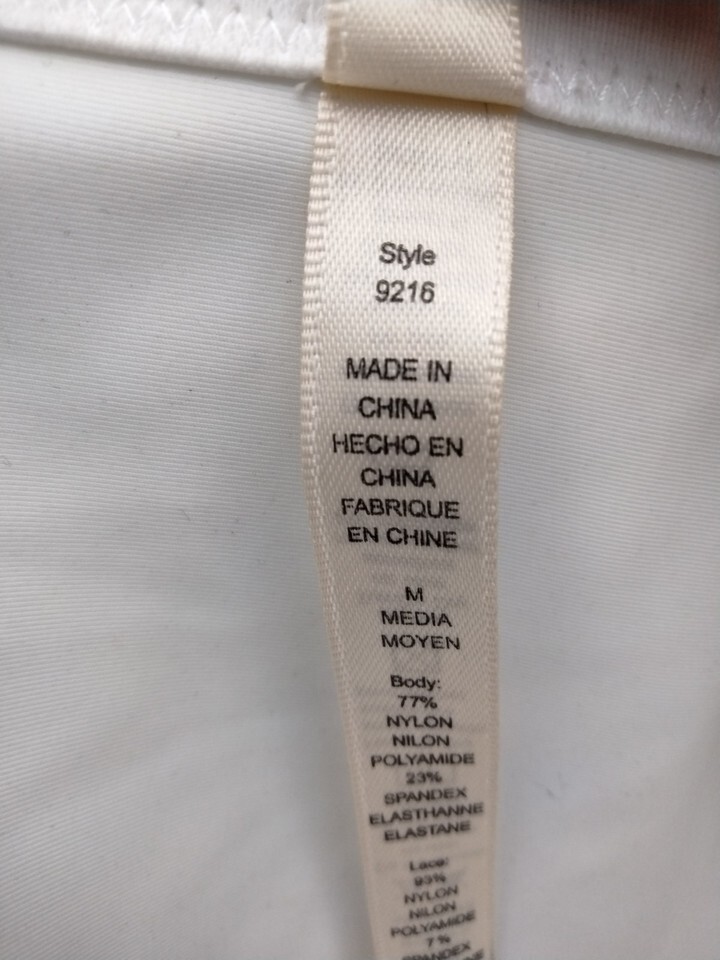 Style
9216
MADE IN
CHINA
HECHO EN
CHINA
FABRIQUE
EN CHINE
M
MEDIA
MOYEN
Body:
77%
NYLON
NILON
POLYAMIDE
23%
SPANDEX
ELASTHANNE
ELASTANE
Lace:
93%
NYLON
NILON
POLYAMIDE
7%
SPANDEX